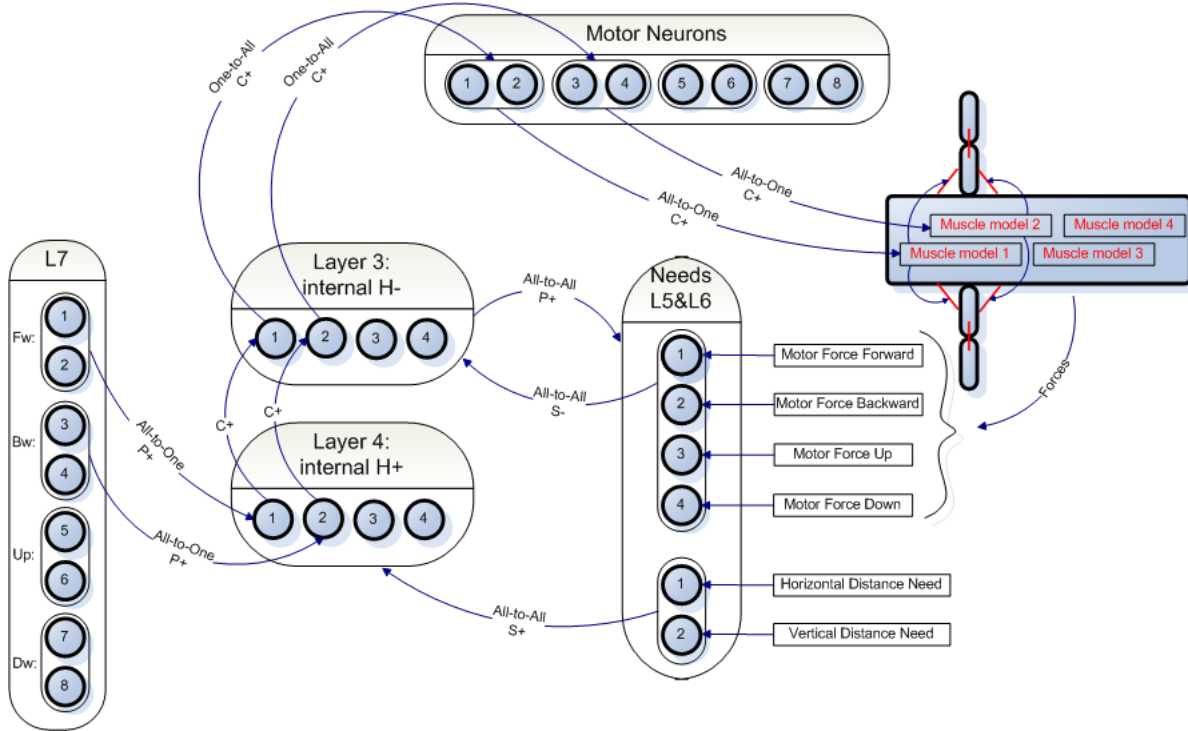 Motor Neurons
1 2 3 4 5 6 7 8
One-to-All
C+
One-to-All
C+
All-to-One
C+
All-to-One
C+
Muscle model 2
Muscle model 4
Muscle model 1
Muscle model 3
Forces
L7
Fw:
1
2
Bw:
3
4
Up:
5
6
Dw:
7
8
All-to-One
P+
All-to-One
P+
Layer 3:
internal H-
1 2 3 4
C+
C+
Layer 4:
internal H+
1 2 3 4
All-to-All
P+
All-to-All
S-
All-to-All
S+
Needs
L5&L6
1
2
3
4
1
2
Motor Force Forward
Motor Force Backward
Motor Force Up
Motor Force Down
Horizontal Distance Need
Vertical Distance Need